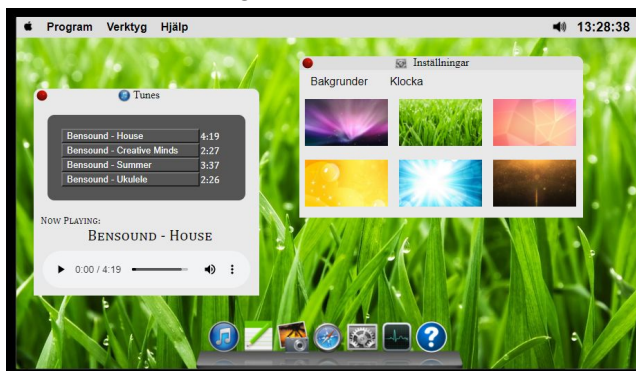 Program Verktyg Hjälp 13:28:38
Tunes
Bensound - House 4:19
Bensound - Creative Minds 2:27
Bensound - Summer 3:37
Bensound - Ukulele 2:26
Now Playing:
Bensound - House
0:00 / 4:19
Inställningar
Bakgrunder Klocka
?